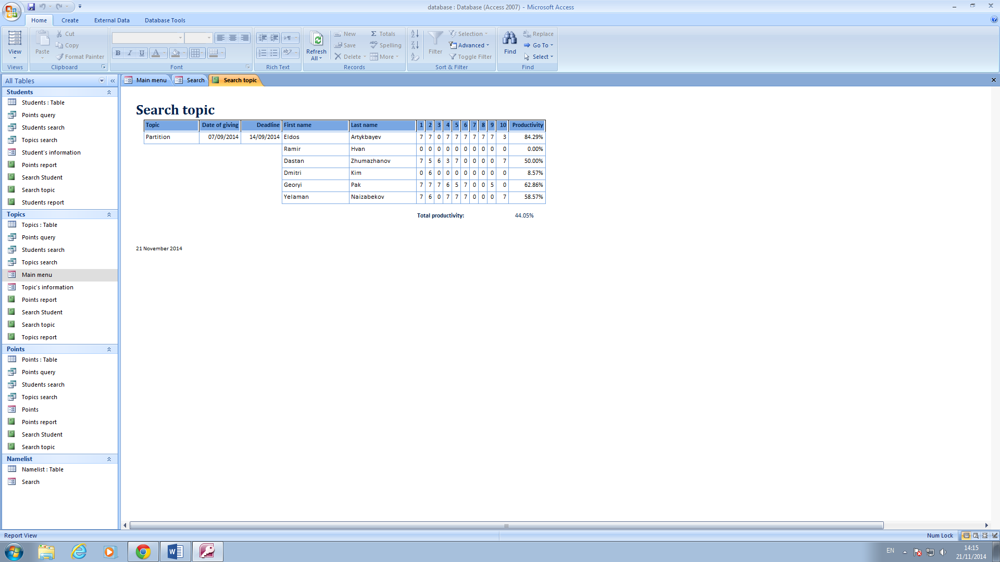 database : Database (Access 2007) - Microsoft Access
Home Create External Data Database Tools
View
Views
Paste
Cut
Copy
Format Painter
Clipboard
B I U A
Font
ab
Rich Text
Refresh
All
New
Save
Delete
Σ Totals
ABC Spelling
More
Records
A Z
Z A
Filter
Selection
Advanced
Toggle Filter
Sort & Filter
Find
Replace
Go To
Select
Find
All Tables
Main menu Search Search topic
Students
Students : Table
Points query
Students search
Topics search
Student's information
Points report
Search Student
Search topic
Students report
Topics
Topics : Table
Points query
Students search
Topics search
Main menu
Topic's information
Points report
Search Student
Search topic
Topics report
Points
Points : Table
Points query
Students search
Topics search
Points
Points report
Search Student
Search topic
Namelist
Namelist : Table
Search
Search topic
Topic Date of giving Deadline First name Last name 1 2 3 4 5 6 7 8 9 10 Productivity
Partition 07/09/2014 14/09/2014 Eldos Artykbayev 7 7 0 7 7 7 7 7 7 3 84.29%
Ramir Hvan 0 0 0 0 0 0 0 0 0 0 0.00%
Dastan Zhumazhanov 7 5 6 3 7 0 0 0 0 7 50.00%
Dmitri Kim 0 6 0 0 0 0 0 0 0 0 8.57%
Georyi Pak 7 7 7 6 5 7 0 0 5 0 62.86%
Yelaman Naizabekov 7 6 0 7 7 7 0 0 0 7 58.57%
Total productivity: 44.05%
21 November 2014
Report View
Num Lock
EN
14:15
21/11/2014